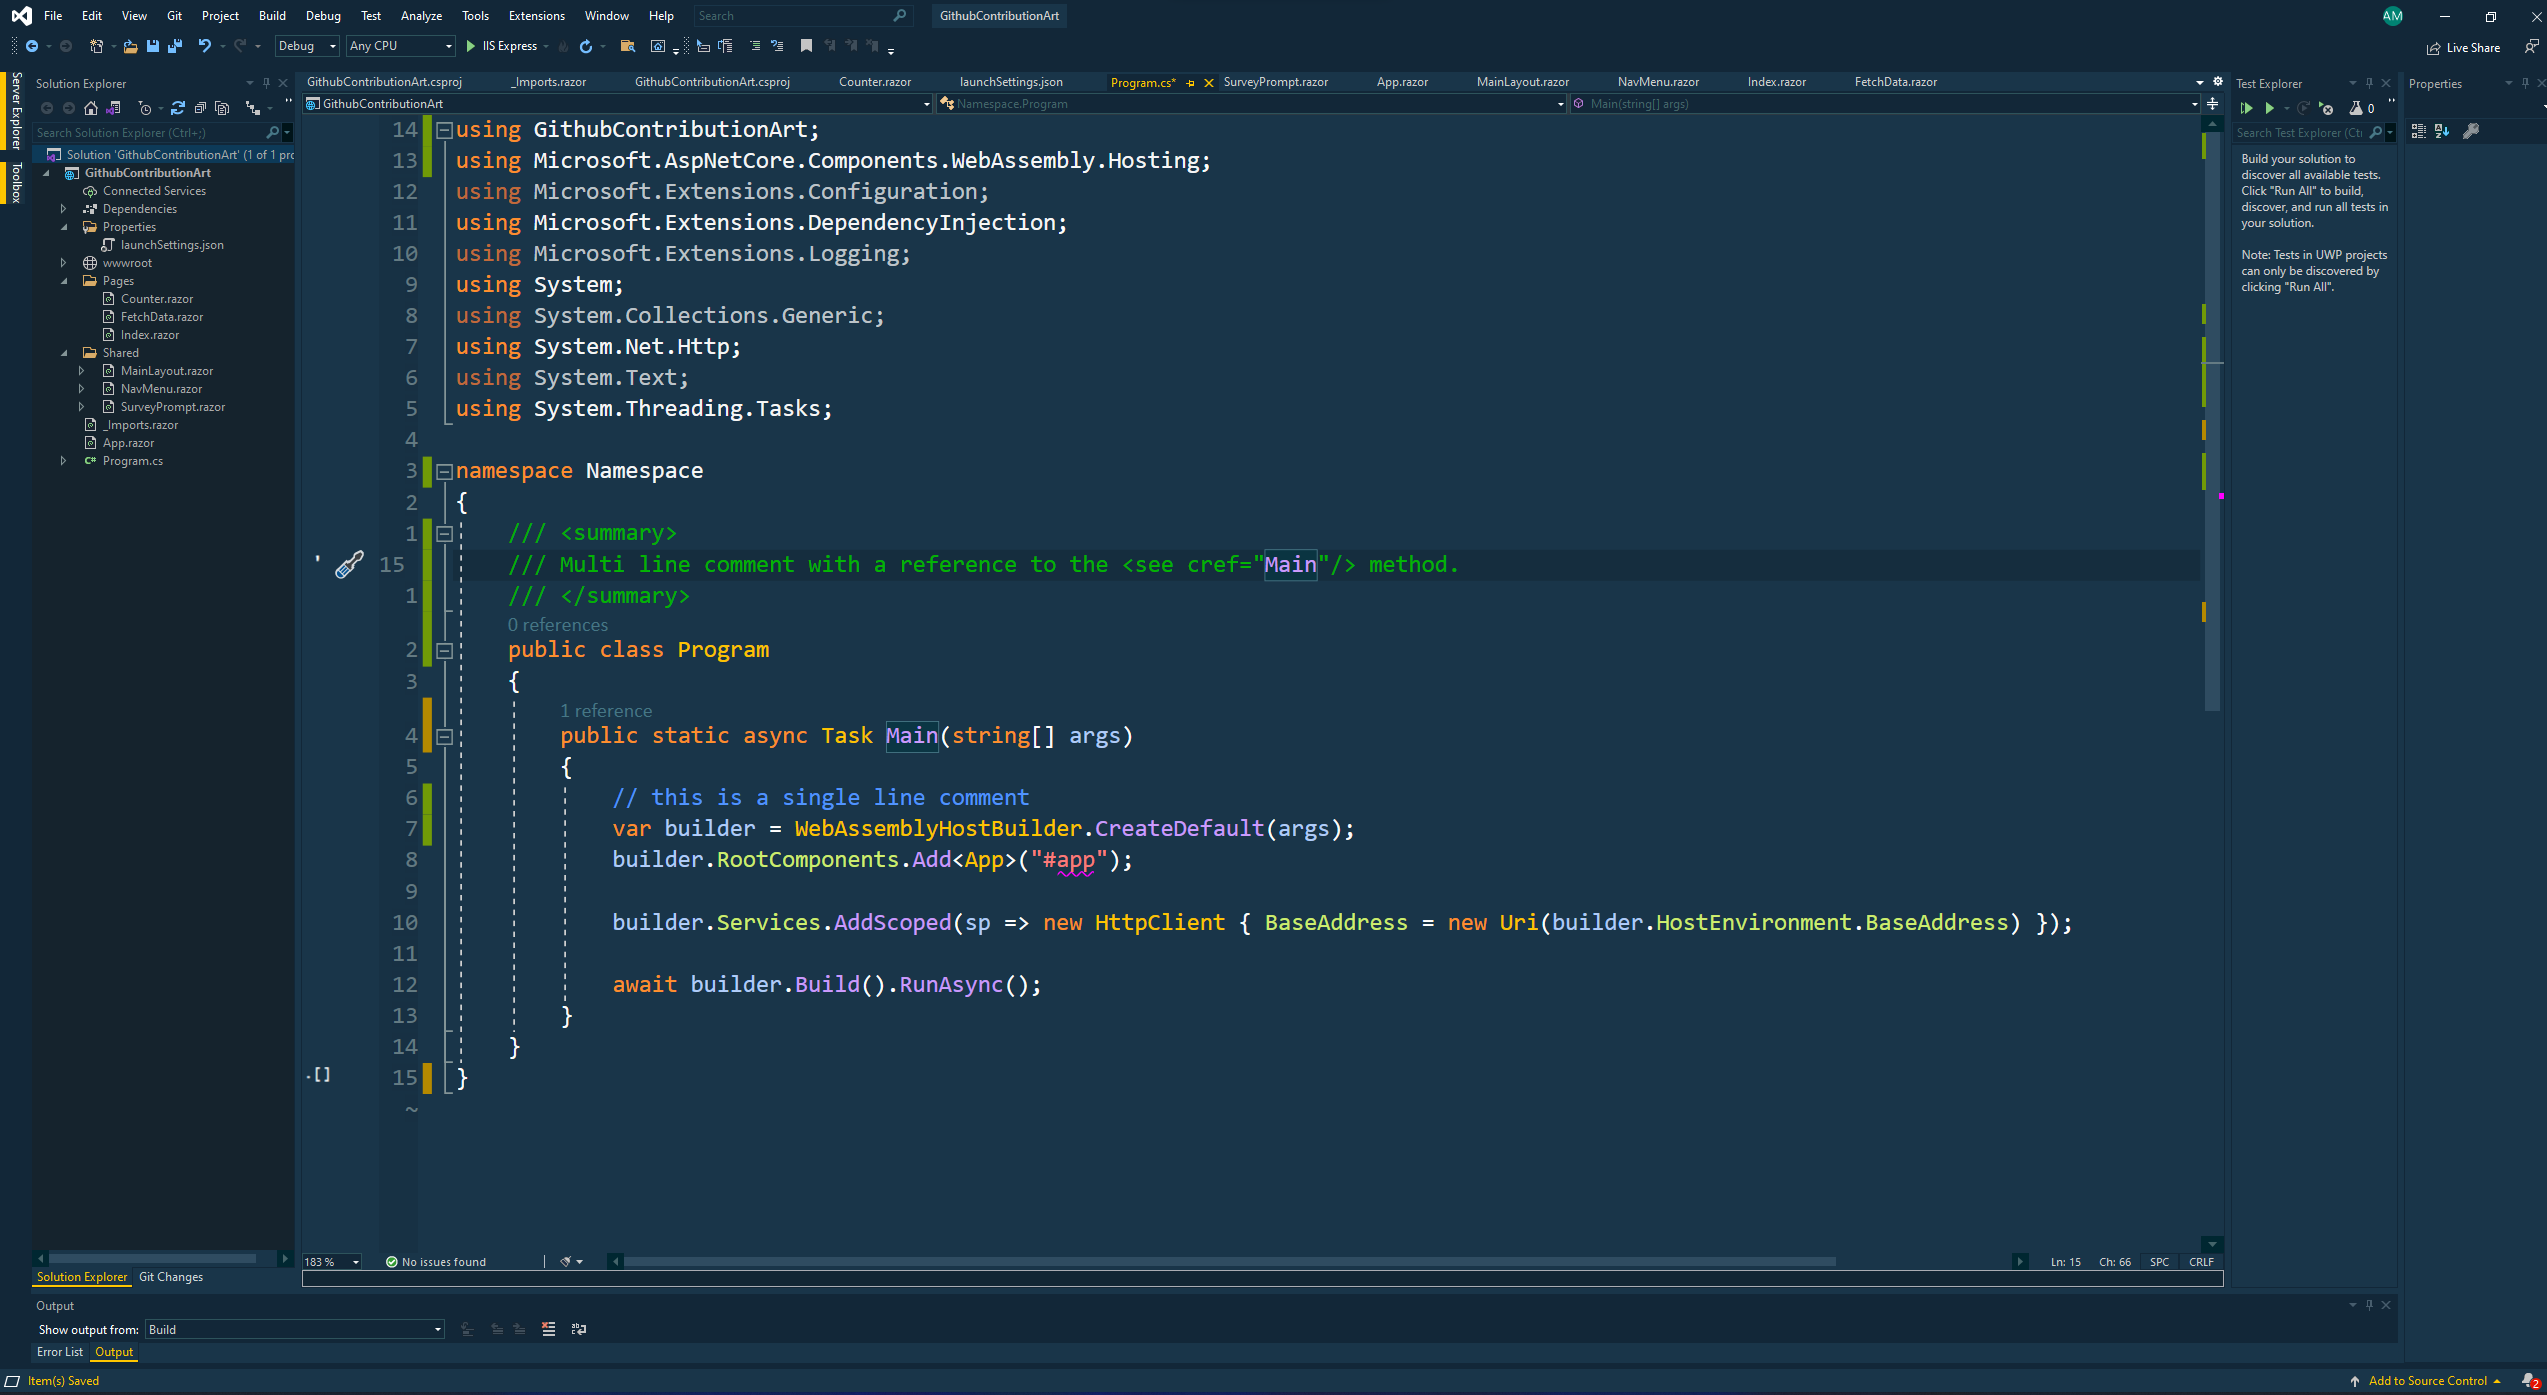 File Edit View Git Project Build Debug Test Analyze Tools Extensions Window Help Search GithubContributionArt AM
Debug Any CPU IIS Express Live Share
Server Explorer
Toolbox
Solution Explorer
Search Solution Explorer (Ctrl+;)
Solution 'GithubContributionArt' (1 of 1 pro
GithubContributionArt
Connected Services
Dependencies
Properties
launchSettings.json
wwwroot
Pages
Counter.razor
FetchData.razor
Index.razor
Shared
MainLayout.razor
NavMenu.razor
SurveyPrompt.razor
_Imports.razor
App.razor
C# Program.cs
Solution Explorer Git Changes
GithubContributionArt.csproj _Imports.razor GithubContributionArt.csproj Counter.razor launchSettings.json Program.cs* SurveyPrompt.razor App.razor MainLayout.razor NavMenu.razor Index.razor FetchData.razor
GithubContributionArt Namespace.Program Main(string[] args)
14 using GithubContributionArt;
13 using Microsoft.AspNetCore.Components.WebAssembly.Hosting;
12 using Microsoft.Extensions.Configuration;
11 using Microsoft.Extensions.DependencyInjection;
10 using Microsoft.Extensions.Logging;
9 using System;
8 using System.Collections.Generic;
7 using System.Net.Http;
6 using System.Text;
5 using System.Threading.Tasks;
4
3 namespace Namespace
2 {
1 /// <summary>
' 15 /// Multi line comment with a reference to the <see cref="Main"/> method.
1 /// </summary>
0 references
2 public class Program
3 {
1 reference
4 public static async Task Main(string[] args)
5 {
6 // this is a single line comment
7 var builder = WebAssemblyHostBuilder.CreateDefault(args);
8 builder.RootComponents.Add<App>("#app");
9
10 builder.Services.AddScoped(sp => new HttpClient { BaseAddress = new Uri(builder.HostEnvironment.BaseAddress) });
11
12 await builder.Build().RunAsync();
13 }
14 }
.[] 15 }
~
183 % No issues found Ln: 15 Ch: 66 SPC CRLF
Test Explorer
0
Search Test Explorer (Ct
Build your solution to
discover all available tests.
Click "Run All" to build,
discover, and run all tests in
your solution.
Note: Tests in UWP projects
can only be discovered by
clicking "Run All".
Properties
Output
Show output from: Build
Error List Output
Item(s) Saved Add to Source Control 2